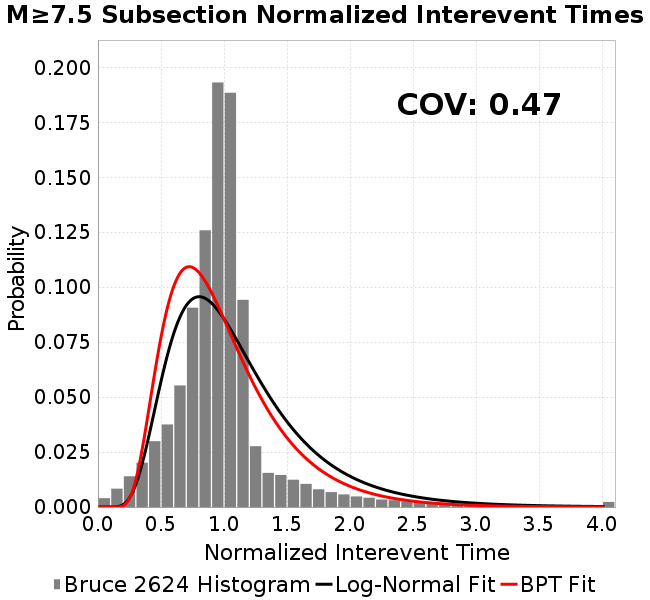 M≥7.5 Subsection Normalized Interevent Times
COV: 0.47
Probability
0.200
0.175
0.150
0.125
0.100
0.075
0.050
0.025
0.000
0.0 0.5 1.0 1.5 2.0 2.5 3.0 3.5 4.0
Normalized Interevent Time
Bruce 2624 Histogram Log-Normal Fit BPT Fit